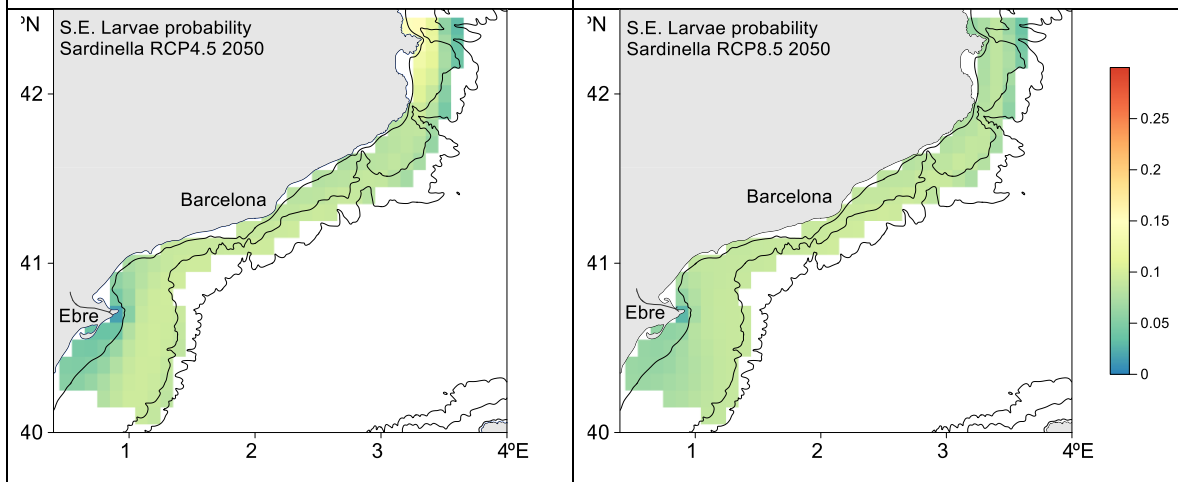 ºN
S.E. Larvae probability
Sardinella RCP4.5 2050
42
Barcelona
41
Ebre
40
1
2
3
4ºE
ºN
S.E. Larvae probability
Sardinella RCP8.5 2050
42
Barcelona
41
Ebre
40
1
2
3
4ºE
0.25
0.2
0.15
0.1
0.05
0